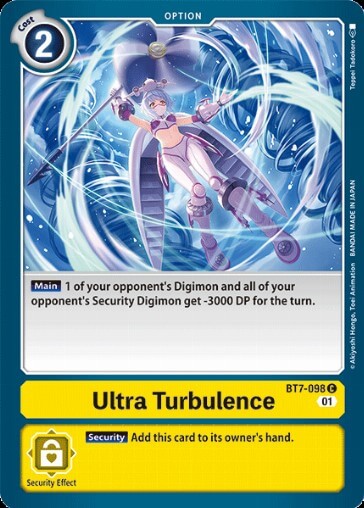 OPTION
Cost
2
Teppei Tadokoro
©Akiyoshi Hongo, Toei Animation BANDAI MADE IN JAPAN
Main 1 of your opponent's Digimon and all of your
opponent's Security Digimon get -3000 DP for the turn.
BT7-098 C
Ultra Turbulence
01
Security Add this card to its owner's hand.
Security Effect